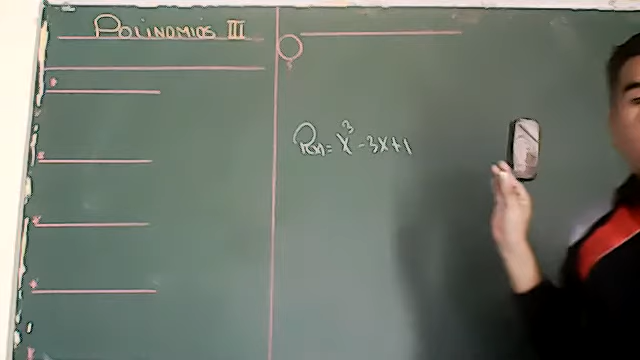 POLINOMIOS III
P(x) = x³ - 3x + 1